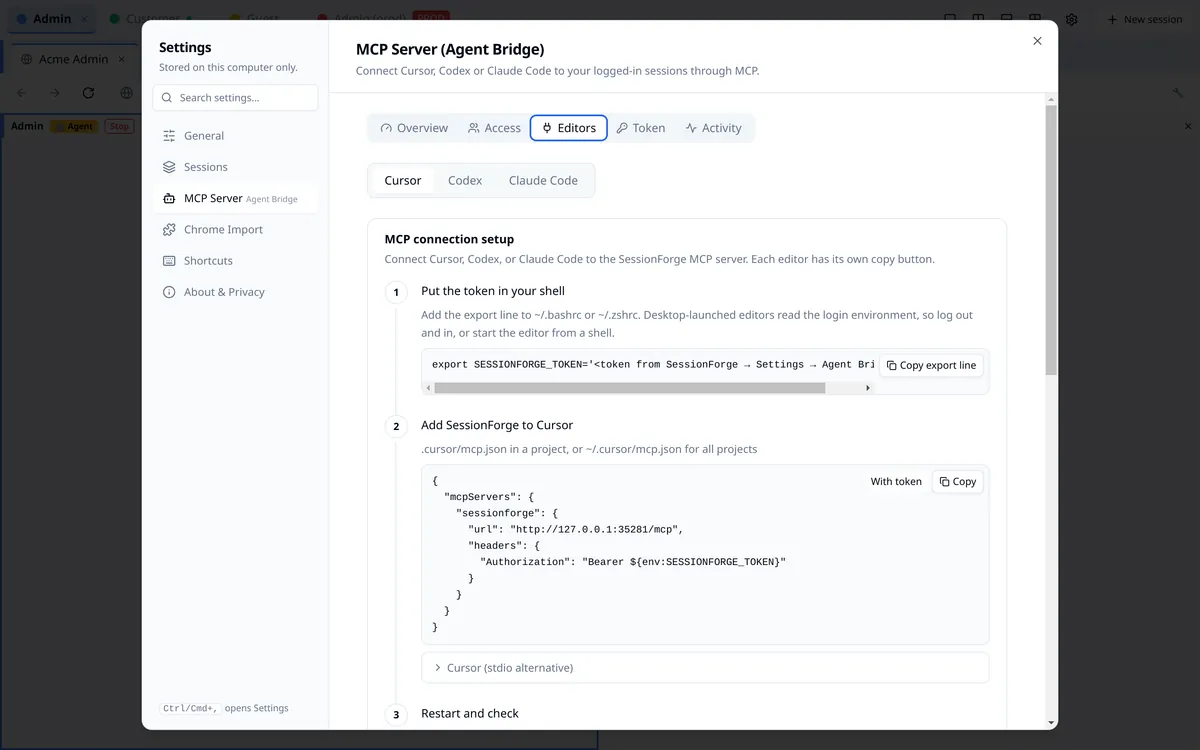 Admin
Customer
Guest
Admin (prod)
PROD
New session
Acme Admin
Admin
Agent
Stop
Settings
Stored on this computer only.
Search settings...
General
Sessions
MCP Server Agent Bridge
Chrome Import
Shortcuts
About & Privacy
Ctrl/Cmd+, opens Settings
MCP Server (Agent Bridge)
Connect Cursor, Codex or Claude Code to your logged-in sessions through MCP.
Overview
Access
Editors
Token
Activity
Cursor
Codex
Claude Code
MCP connection setup
Connect Cursor, Codex, or Claude Code to the SessionForge MCP server. Each editor has its own copy button.
1
Put the token in your shell
Add the export line to ~/.bashrc or ~/.zshrc. Desktop-launched editors read the login environment, so log out
and in, or start the editor from a shell.
export SESSIONFORGE_TOKEN='<token from SessionForge → Settings → Agent Bri
Copy export line
2
Add SessionForge to Cursor
.cursor/mcp.json in a project, or ~/.cursor/mcp.json for all projects
With token
Copy
{
"mcpServers": {
"sessionforge": {
"url": "http://127.0.0.1:35281/mcp",
"headers": {
"Authorization": "Bearer ${env:SESSIONFORGE_TOKEN}"
}
}
}
}
Cursor (stdio alternative)
3
Restart and check